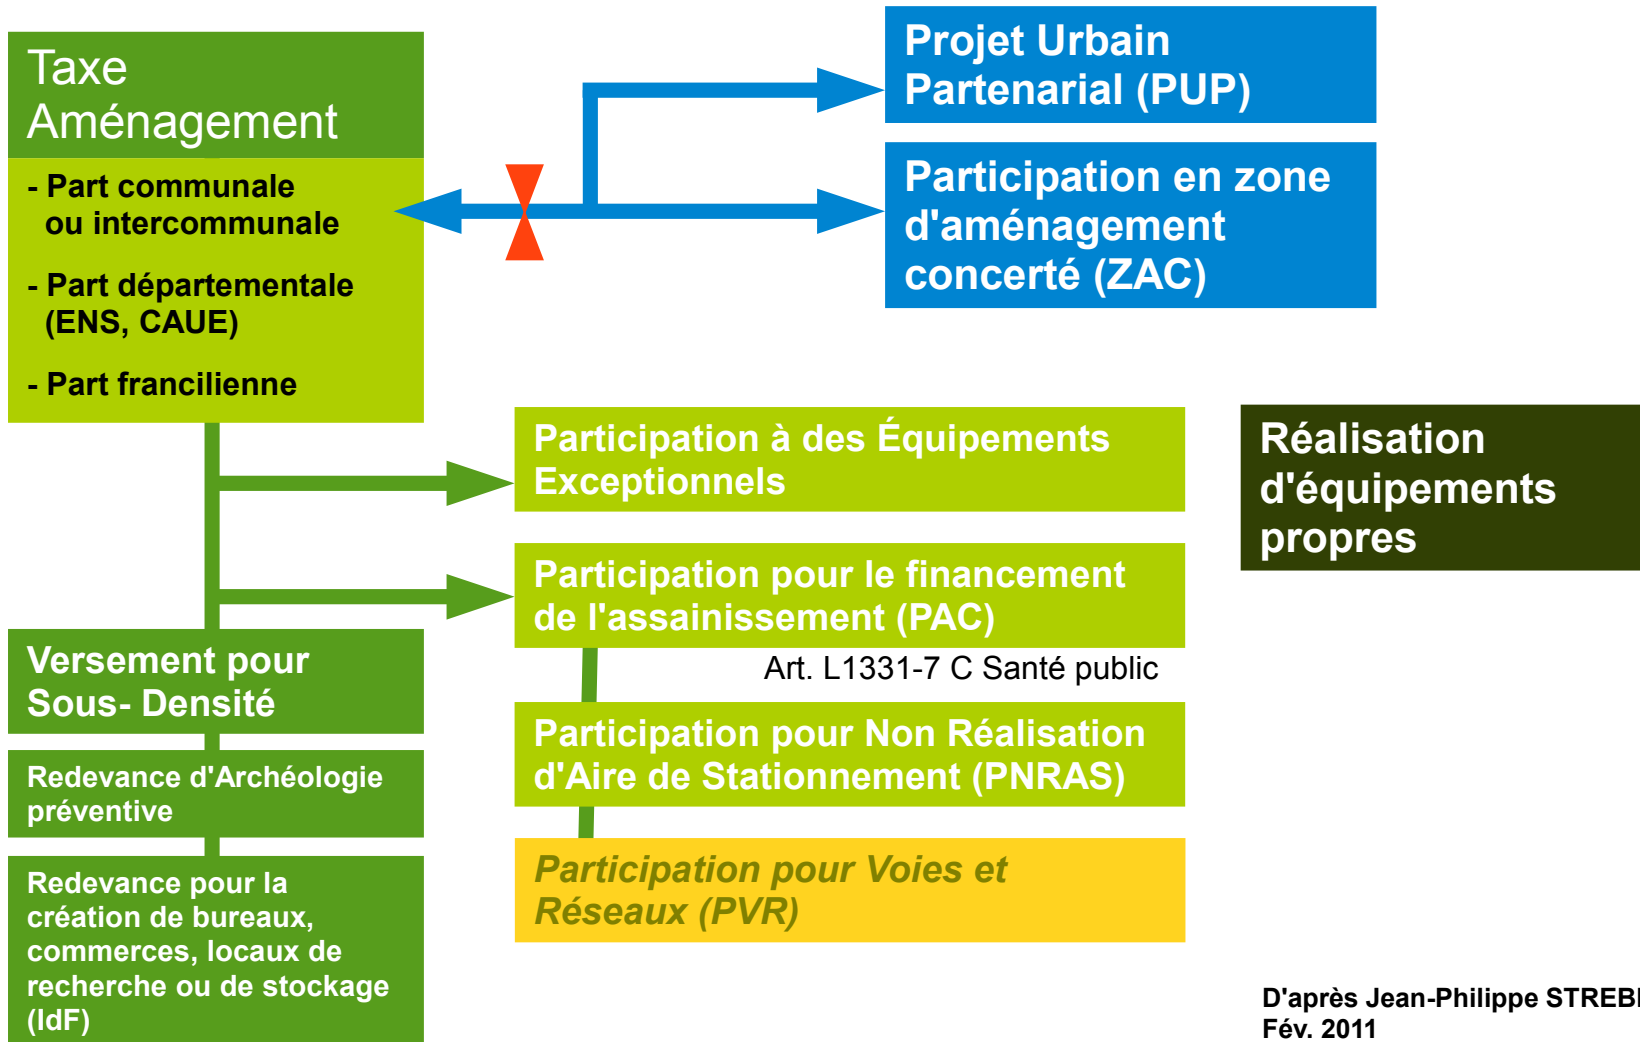 Taxe
Aménagement
- Part communale
ou intercommunale
- Part départementale
(ENS, CAUE)
- Part francilienne
Projet Urbain
Partenarial (PUP)
Participation en zone
d'aménagement
concerté (ZAC)
Participation à des Équipements
Exceptionnels
Réalisation
d'équipements
propres
Participation pour le financement
de l'assainissement (PAC)
Art. L1331-7 C Santé public
Versement pour
Sous- Densité
Participation pour Non Réalisation
d'Aire de Stationnement (PNRAS)
Redevance d'Archéologie
préventive
Participation pour Voies et
Réseaux (PVR)
Redevance pour la
création de bureaux,
commerces, locaux de
recherche ou de stockage
(IdF)
D'après Jean-Philippe
Fév. 2011